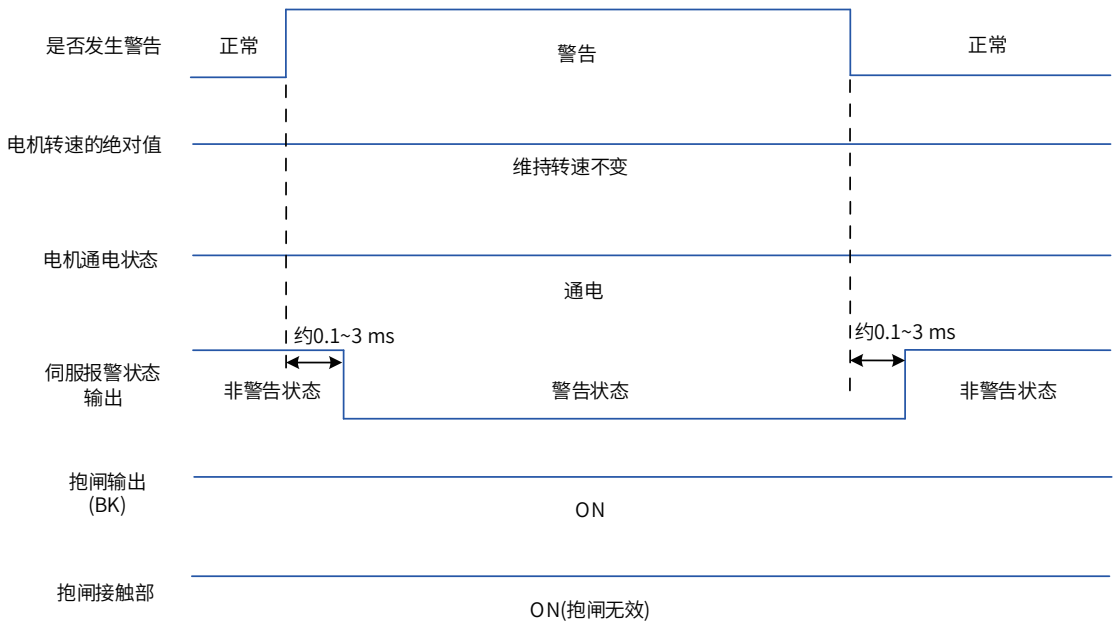 是否发生警告
正常
警告
正常
电机转速的绝对值
维持转速不变
电机通电状态
通电
约0.1~3 ms
约0.1~3 ms
伺服报警状态
输出
非警告状态
警告状态
非警告状态
抱闸输出
(BK)
ON
抱闸接触部
ON(抱闸无效)